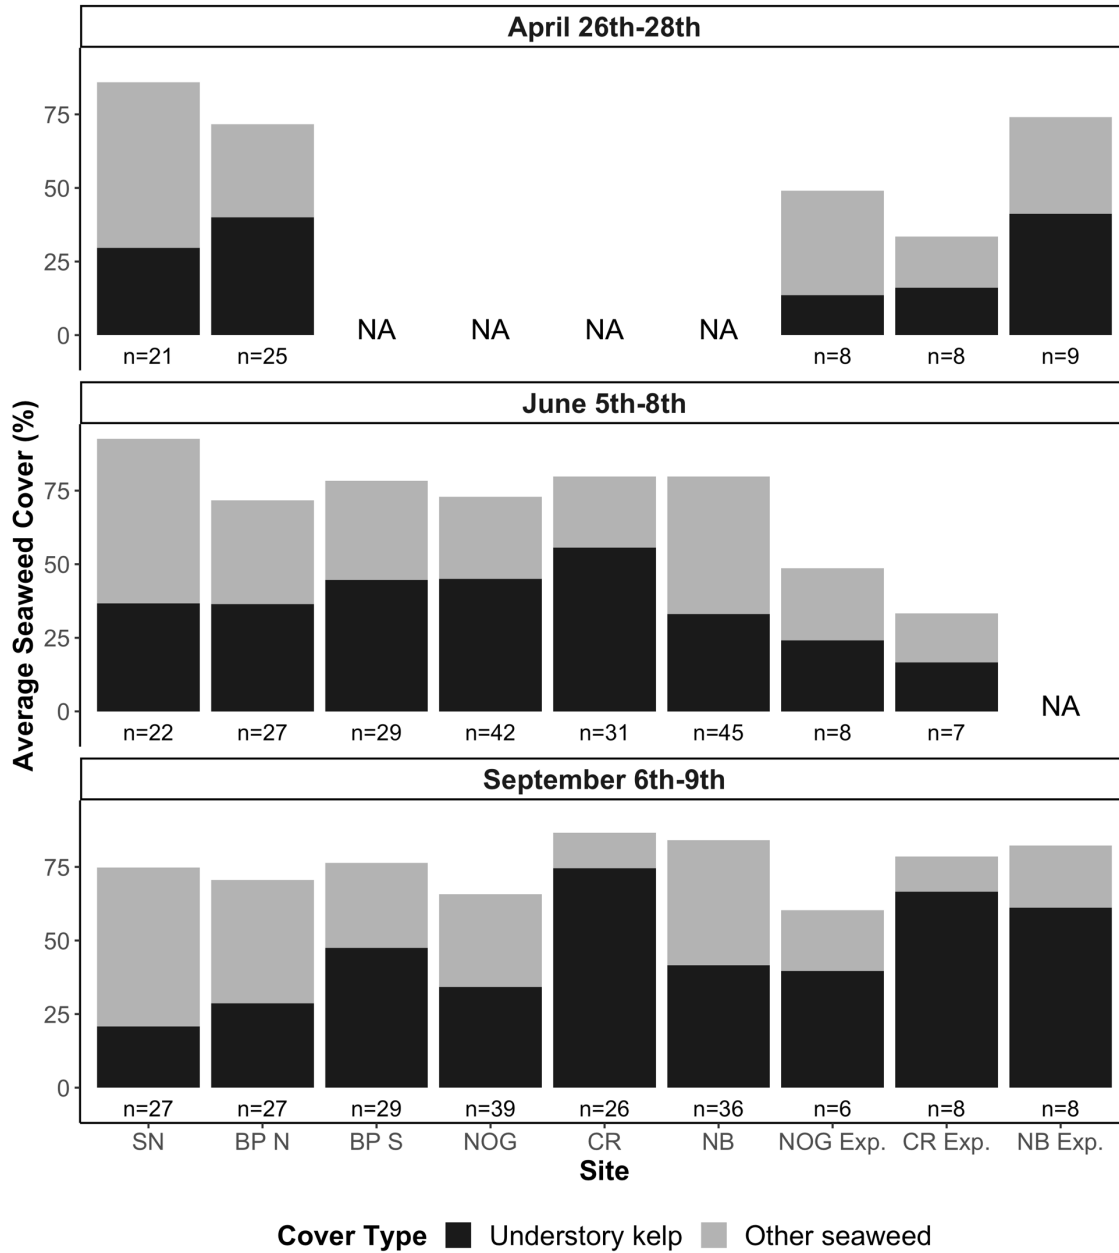 April 26th-28th
75
50
25
0
NA NA NA NA
n=21 n=25 n=8 n=8 n=9
June 5th-8th
75
50
25
0
NA
n=22 n=27 n=29 n=42 n=31 n=45 n=8 n=7
September 6th-9th
75
50
25
0
n=27 n=27 n=29 n=39 n=26 n=36 n=6 n=8 n=8
SN BP N BP S NOG CR NB NOG Exp. CR Exp. NB Exp.
Average Seaweed Cover (%)
Site
Cover Type Understory kelp Other seaweed